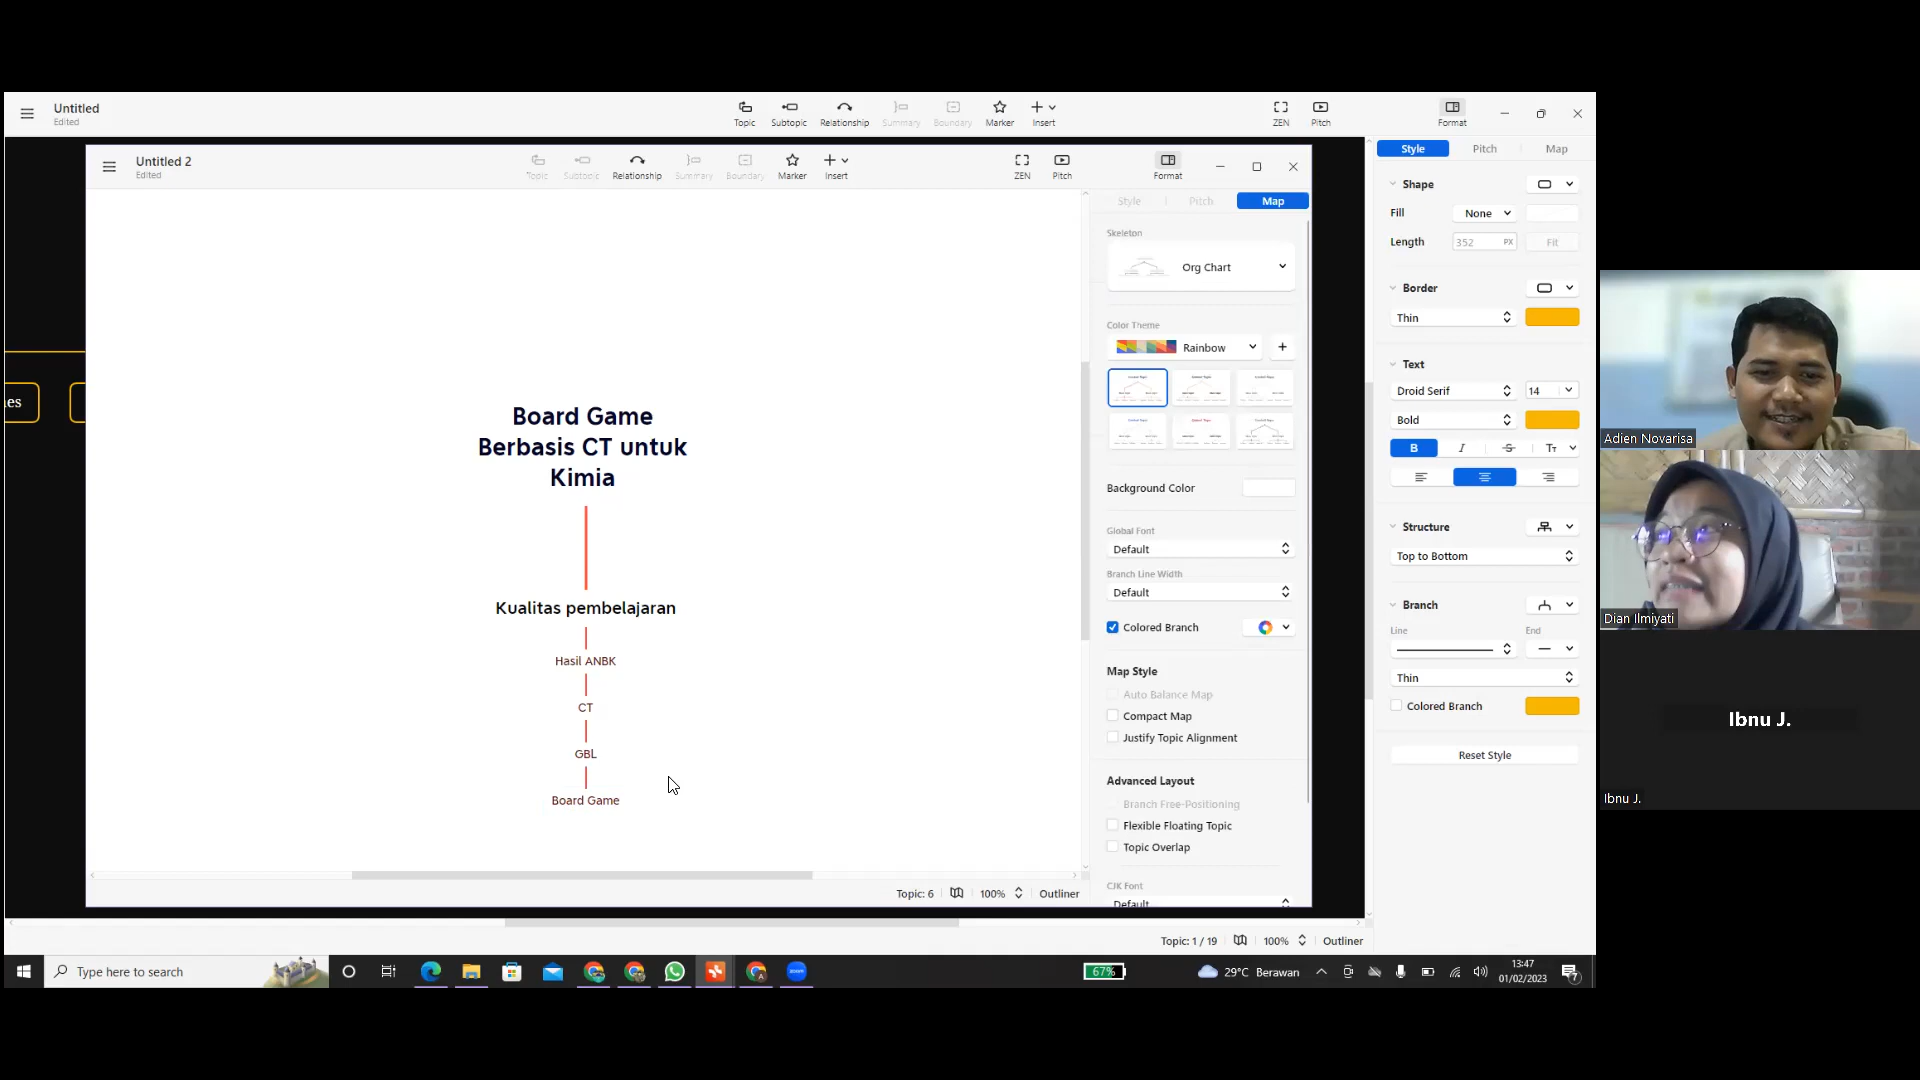 Untitled
Edited
Topic
Subtopic
Relationship
Summary
Boundary
Marker
Insert
ZEN
Pitch
Format
Untitled 2
Edited
Topic
Subtopic
Relationship
Summary
Boundary
Marker
Insert
ZEN
Pitch
Format
es
Board Game
Berbasis CT untuk
Kimia
Kualitas pembelajaran
Hasil ANBK
CT
GBL
Board Game
Topic: 6
100%
Outliner
Style
Pitch
Map
Skeleton
Org Chart
Color Theme
Rainbow
Background Color
Global Font
Default
Branch Line Width
Default
Colored Branch
Map Style
Auto Balance Map
Compact Map
Justify Topic Alignment
Advanced Layout
Branch Free-Positioning
Flexible Floating Topic
Topic Overlap
CJK Font
Default
Style
Pitch
Map
Shape
Fill
None
Length
352 PX
Fit
Border
Thin
Text
Droid Serif
14
Bold
B
I
S
Tт
Structure
Top to Bottom
Branch
Line
End
Thin
Colored Branch
Reset Style
Topic: 1 / 19
100%
Outliner
Type here to search
zoom
67%
29°C Berawan
13:47
01/02/2023
7
Adien Novarisa
Dian Ilmiyati
Ibnu J.
Ibnu J.